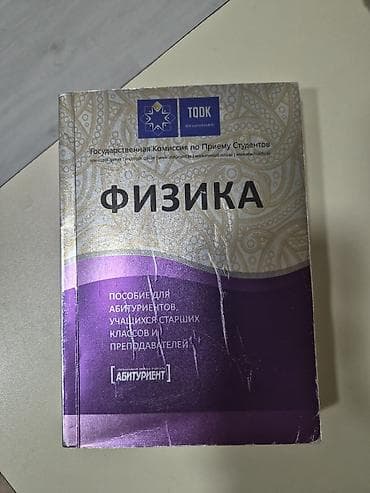 TQDK
Государственная Комиссия по Приему Студентов
ФИЗИКА
ПОСОБИЕ ДЛЯ
АБИТУРИЕНТОВ,
УЧАЩИХСЯ СТАРШИХ
КЛАССОВ И
ПРЕПОДАВАТЕЛЕЙ
АБИТУРИЕНТ